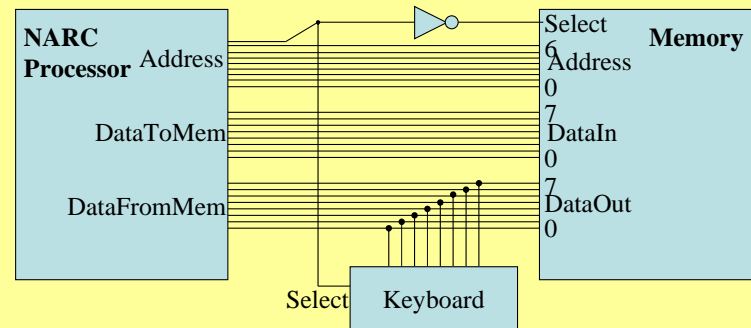 NARC
Processor
Address
DataToMem
DataFromMem
Select
6
Address
0
7
DataIn
0
7
DataOut
0
Memory
Select
Keyboard